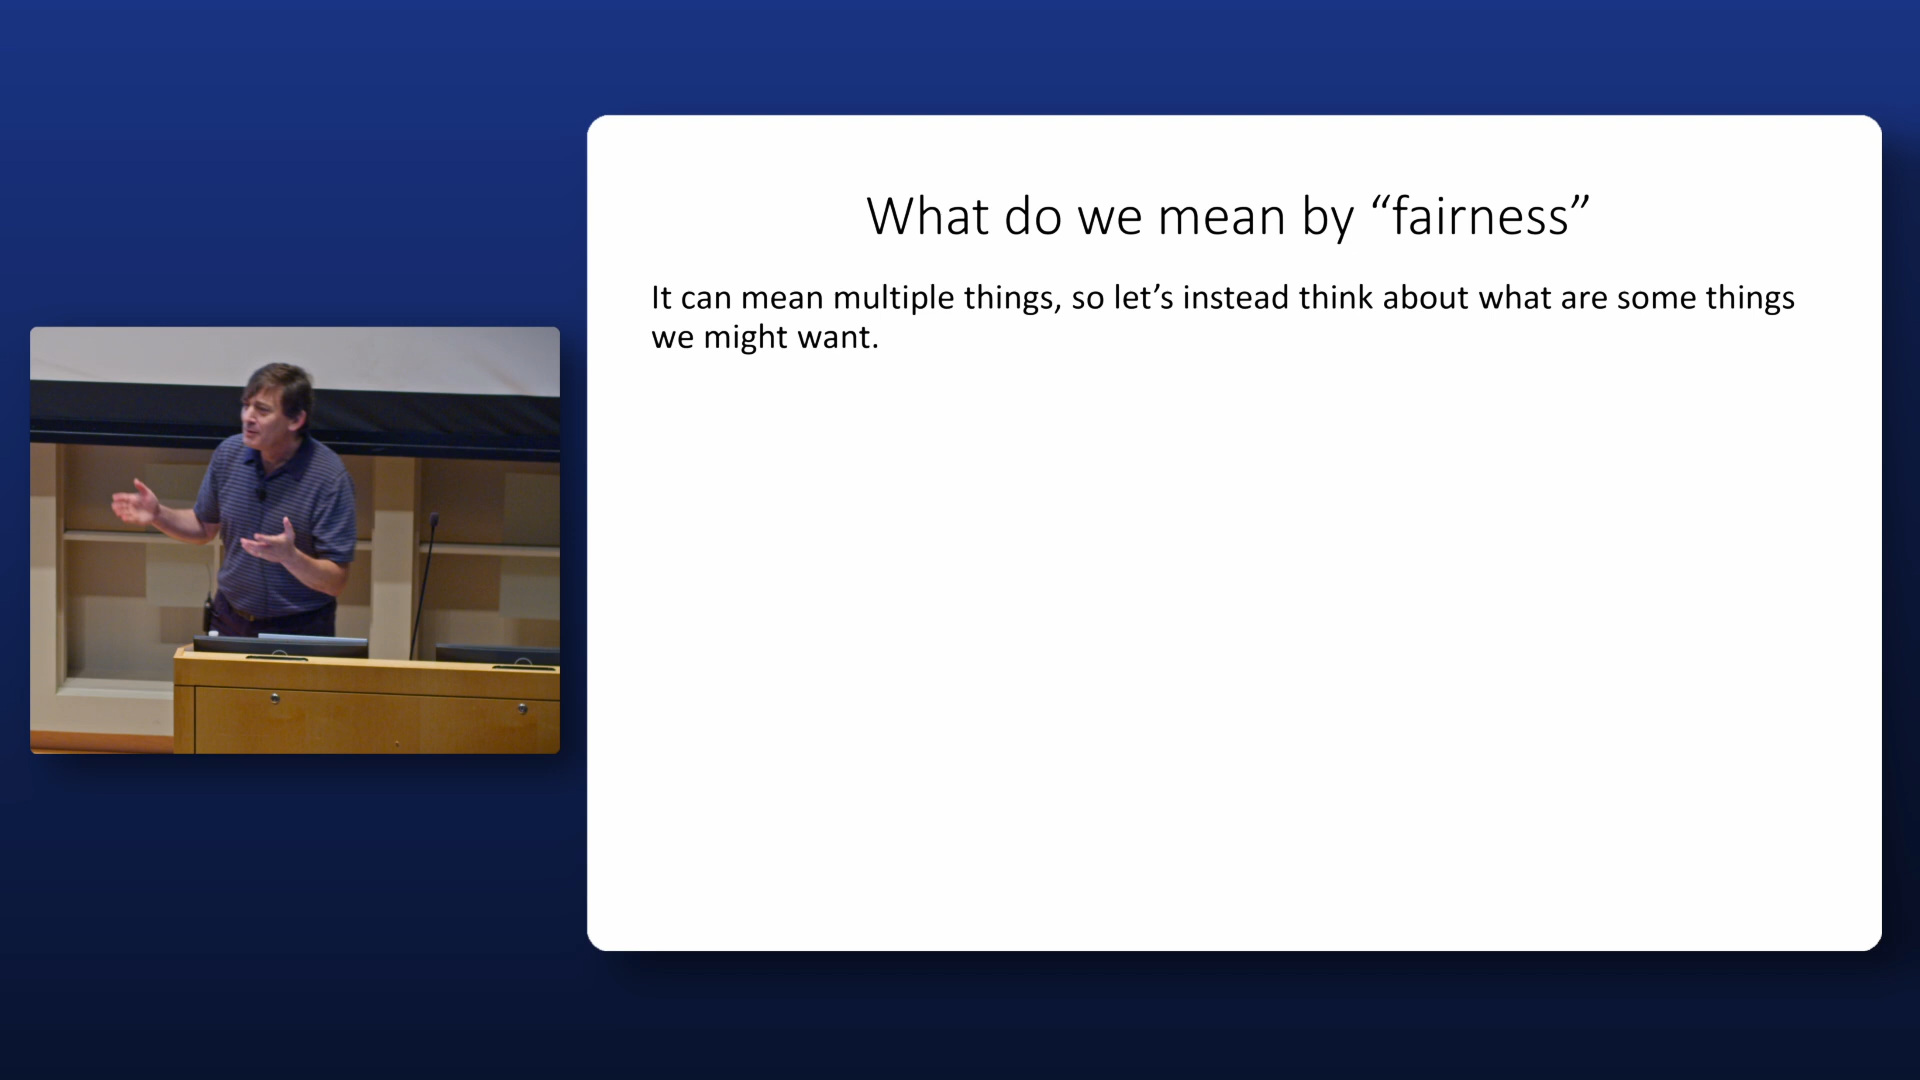 What do we mean by “fairness”
It can mean multiple things, so let’s instead think about what are some things
we might want.